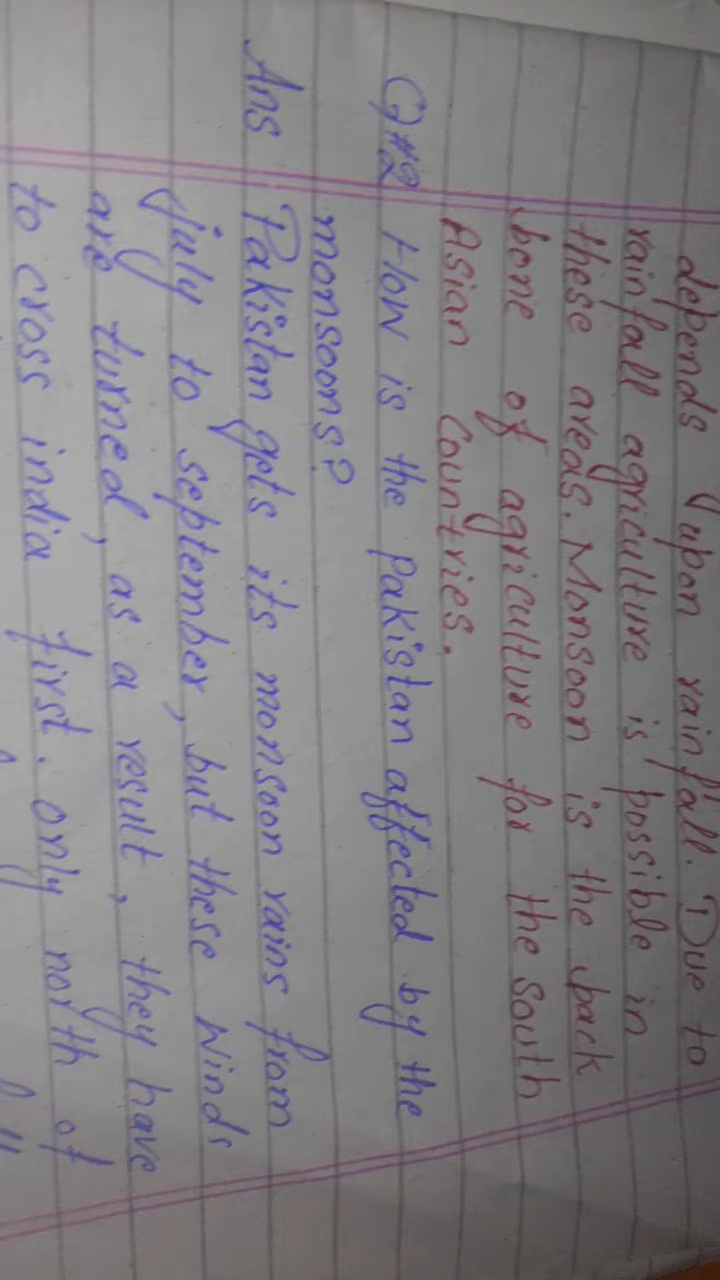 depends upon rainfall. Due to
rainfall agriculture is possible in
these areas. Monsoon is the back
bone of agriculture for the South
Asian Countries.
Q#2 How is the Pakistan affected by the
monsoons?
Ans Pakistan gets its monsoon rains from
july to september, but these winds
are turned, as a result, they have
to cross india first. only north of